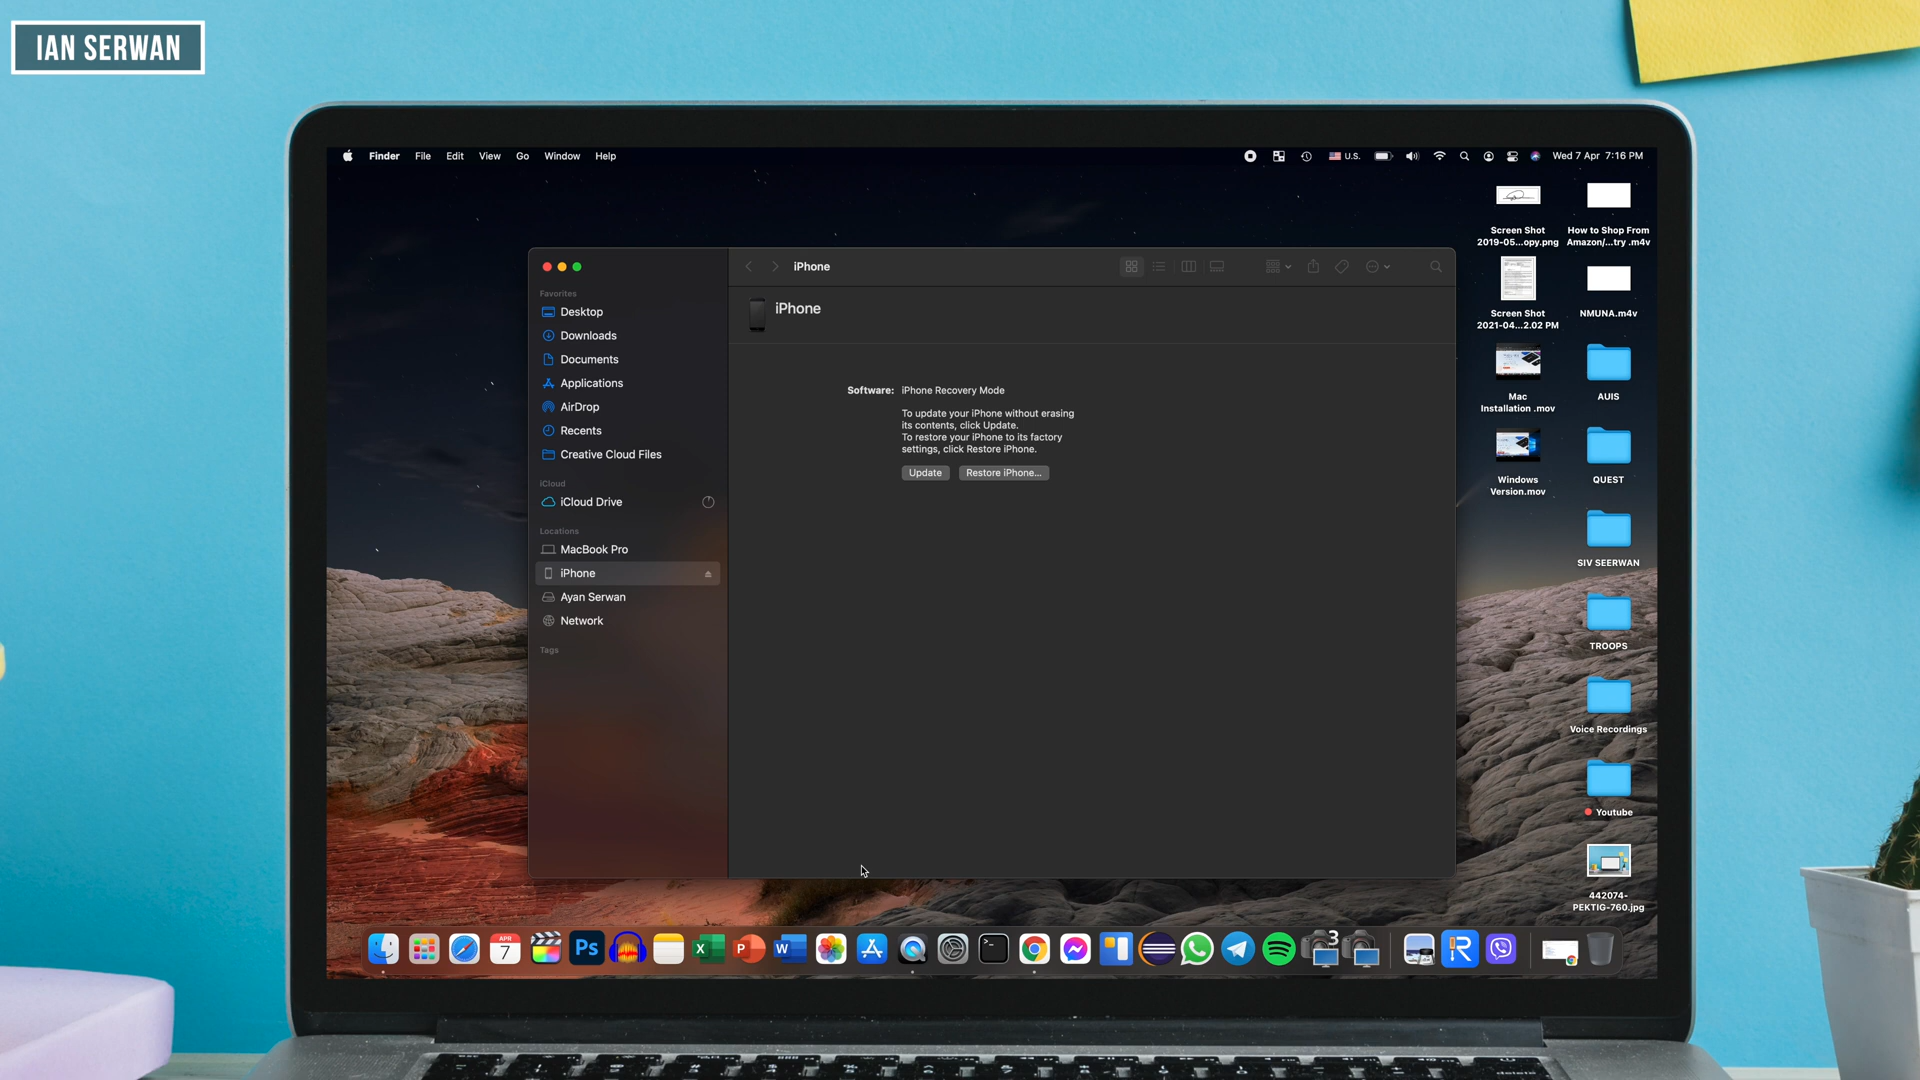 IAN SERWAN
Finder File Edit View Go Window Help
U.S. Wed 7 Apr 7:16 PM
iPhone
Favorites
Desktop
Downloads
Documents
Applications
AirDrop
Recents
Creative Cloud Files
iCloud
iCloud Drive
Locations
MacBook Pro
iPhone
Ayan Serwan
Network
Tags
iPhone
Software: iPhone Recovery Mode
To update your iPhone without erasing
its contents, click Update.
To restore your iPhone to its factory
settings, click Restore iPhone.
Update Restore iPhone...
Screen Shot
2019-05...opy.png
How to Shop From
Amazon/...try .m4v
Screen Shot
2021-04...2.02 PM
NMUNA.m4v
Mac
Installation .mov
AUIS
Windows
Version.mov
QUEST
SIV SEERWAN
TROOPS
Voice Recordings
Youtube
442074-
PEKTIG-760.jpg
APR
7
Ps
X
P
W
3
R
delete